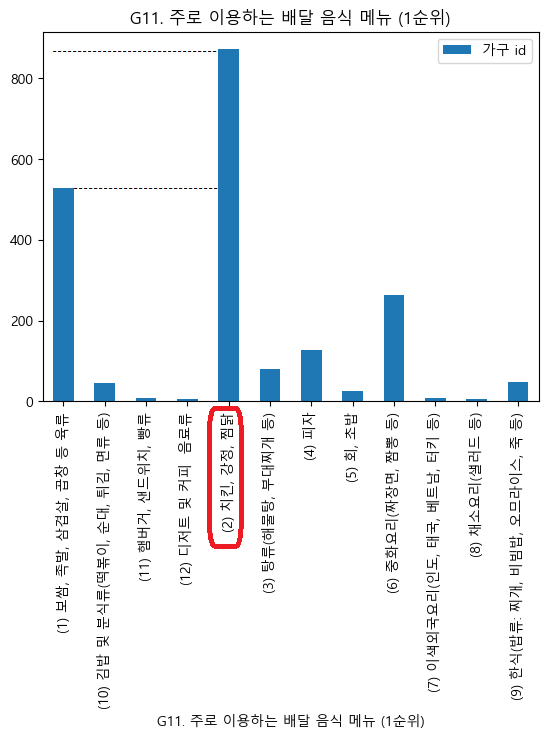 G11. 주로 이용하는 배달 음식 메뉴 (1순위)
가구 id
800
600
400
200
0
(1) 보쌈, 족발, 삼겹살, 곱창 등 육류
(10) 김밥 및 분식류(떡볶이, 순대, 튀김, 면류 등)
(11) 햄버거, 샌드위치, 빵류
(12) 디저트 및 커피 음료류
(2) 치킨, 강정, 찜닭
(3) 탕류(해물탕, 부대찌개 등)
(4) 피자
(5) 회, 초밥
(6) 중화요리(짜장면, 짬뽕 등)
(7) 이색외국요리(인도, 태국, 베트남, 터키 등)
(8) 채소요리(샐러드 등)
(9) 한식(밥류: 찌개, 비빔밥, 오므라이스, 죽 등)
G11. 주로 이용하는 배달 음식 메뉴 (1순위)